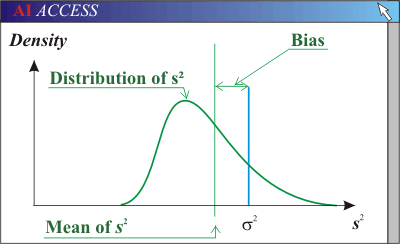 AI ACCESS
Density
Bias
Distribution of s²
Mean of s²
σ²
s²